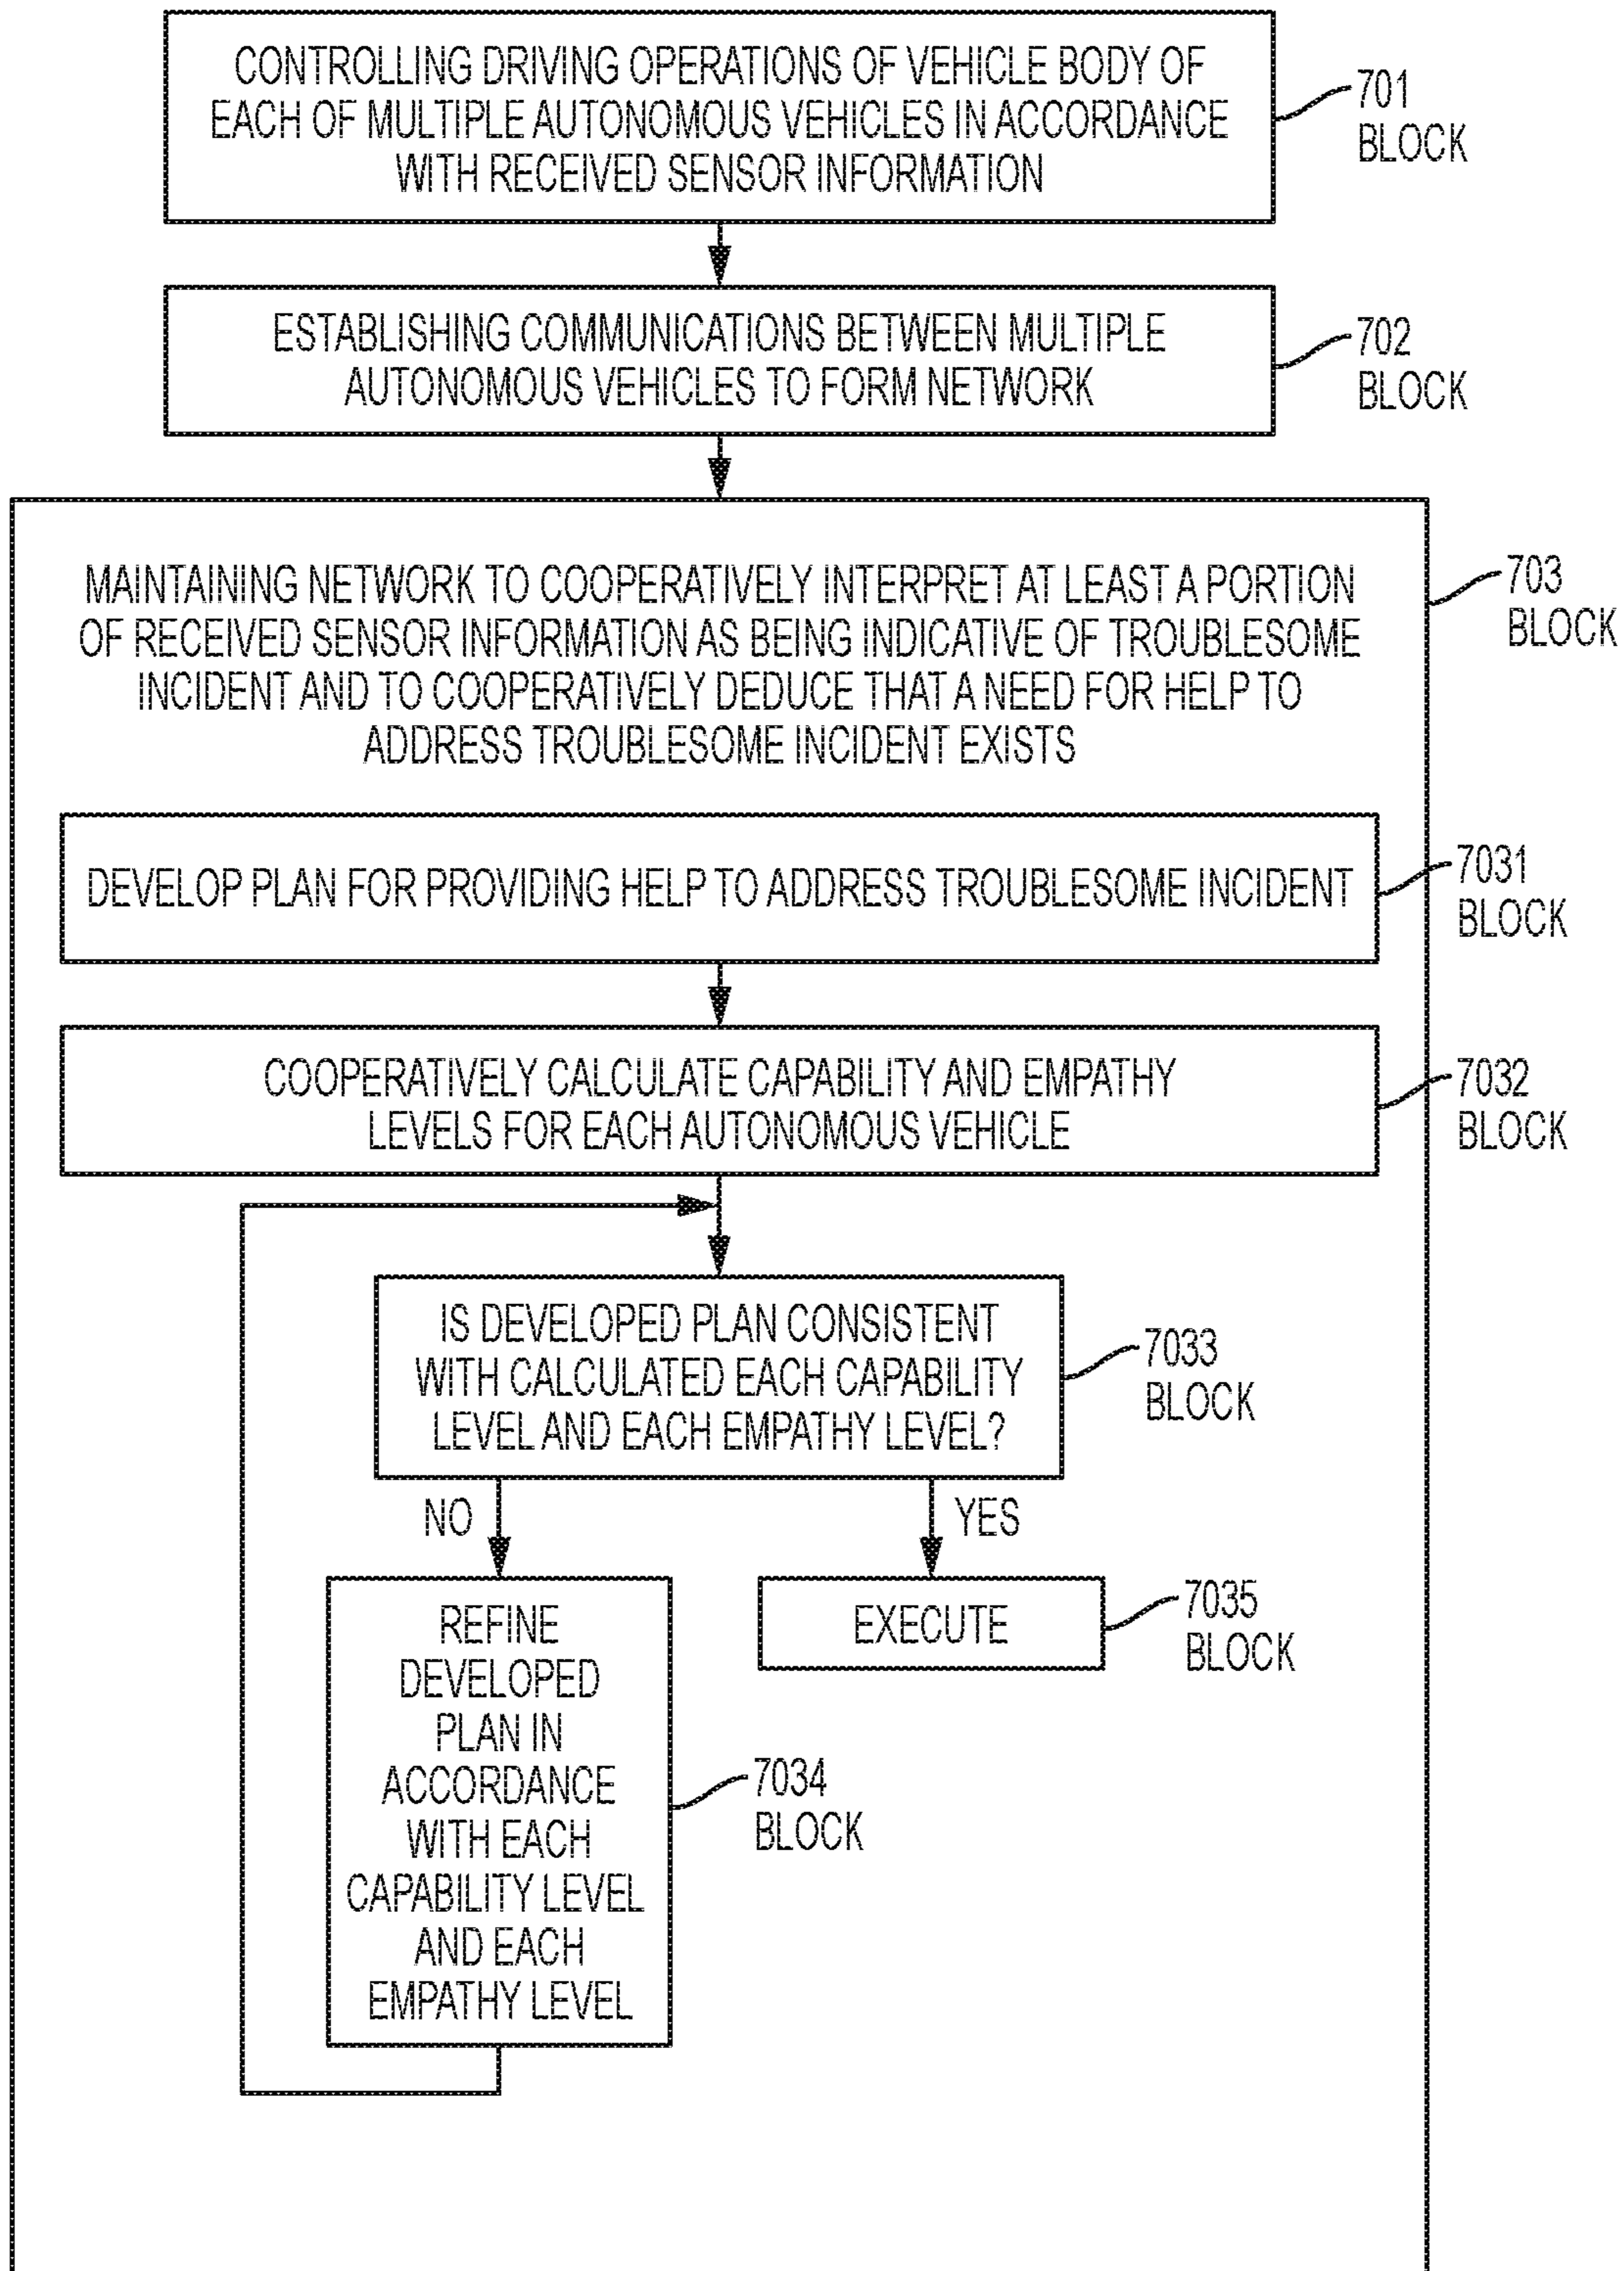 CONTROLLING DRIVING OPERATIONS OF VEHICLE BODY OF
EACH OF MULTIPLE AUTONOMOUS VEHICLES IN ACCORDANCE
WITH RECEIVED SENSOR INFORMATION
701
BLOCK
ESTABLISHING COMMUNICATIONS BETWEEN MULTIPLE
AUTONOMOUS VEHICLES TO FORM NETWORK
702
BLOCK
MAINTAINING NETWORK TO COOPERATIVELY INTERPRET AT LEAST A PORTION
OF RECEIVED SENSOR INFORMATION AS BEING INDICATIVE OF TROUBLESOME
INCIDENT AND TO COOPERATIVELY DEDUCE THAT A NEED FOR HELP TO
ADDRESS TROUBLESOME INCIDENT EXISTS
703
BLOCK
DEVELOP PLAN FOR PROVIDING HELP TO ADDRESS TROUBLESOME INCIDENT
7031
BLOCK
COOPERATIVELY CALCULATE CAPABILITY AND EMPATHY
LEVELS FOR EACH AUTONOMOUS VEHICLE
7032
BLOCK
IS DEVELOPED PLAN CONSISTENT
WITH CALCULATED EACH CAPABILITY
LEVEL AND EACH EMPATHY LEVEL?
7033
BLOCK
NO
YES
REFINE
DEVELOPED
PLAN IN
ACCORDANCE
WITH EACH
CAPABILITY LEVEL
AND EACH
EMPATHY LEVEL
7034
BLOCK
EXECUTE
7035
BLOCK